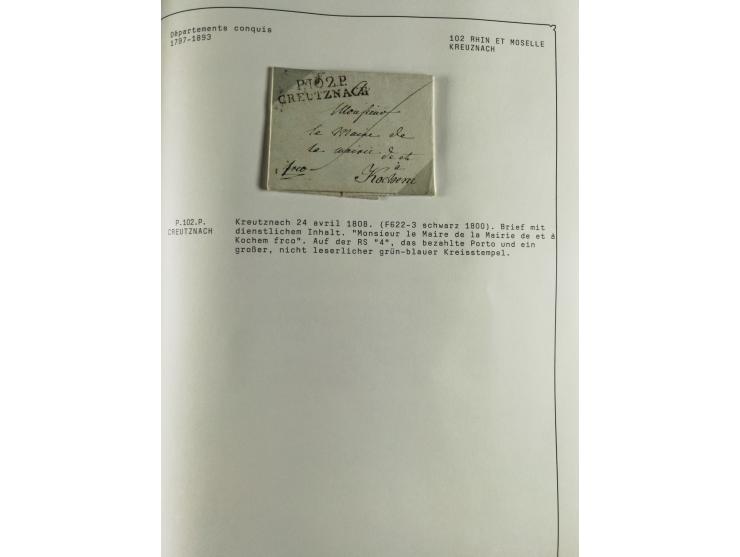 Départements conquis
1797-1893
102 RHIN ET MOSELLE
KREUZNACH
P.102.P.
CREUTZNACH
Monsieur
le Maire de
la mairie de et
à
frco
Kochem
P.102.P.
CREUTZNACH
Kreutznach 24 avril 1808. (F622-3 schwarz 1800). Brief mit
dienstlichem Inhalt. "Monsieur le Maire de la Mairie de et à
Kochem frco". Auf der RS "4", das bezahlte Porto und ein
großer, nicht leserlicher grün-blauer Kreisstempel.